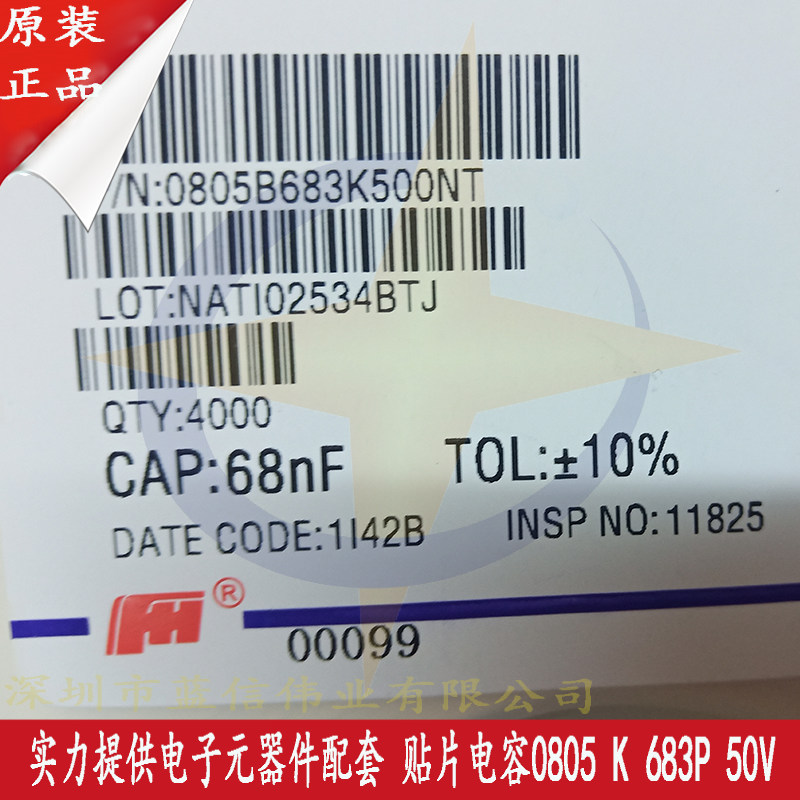 原装
正品
/N:0805B683K500NT
LOT:NATI02534BTJ
QTY:4000
CAP:68nF TOL:±10%
DATE CODE:1I42B INSP NO:11825
®
00099
深圳市蓝信伟业有限公司
实力提供电子元器件配套 贴片电容0805 K 683P 50V